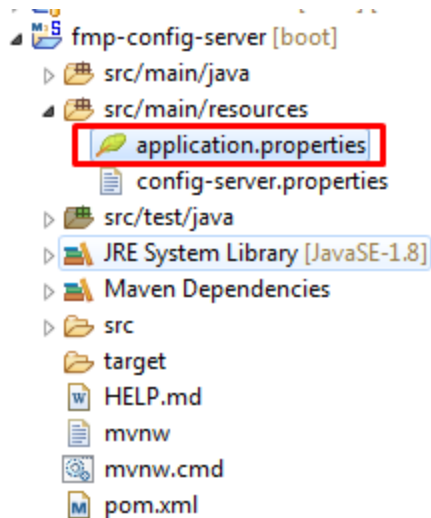 fmp-config-server [boot]
src/main/java
src/main/resources
application.properties
config-server.properties
src/test/java
JRE System Library [JavaSE-1.8]
Maven Dependencies
src
target
HELP.md
mvnw
mvnw.cmd
pom.xml